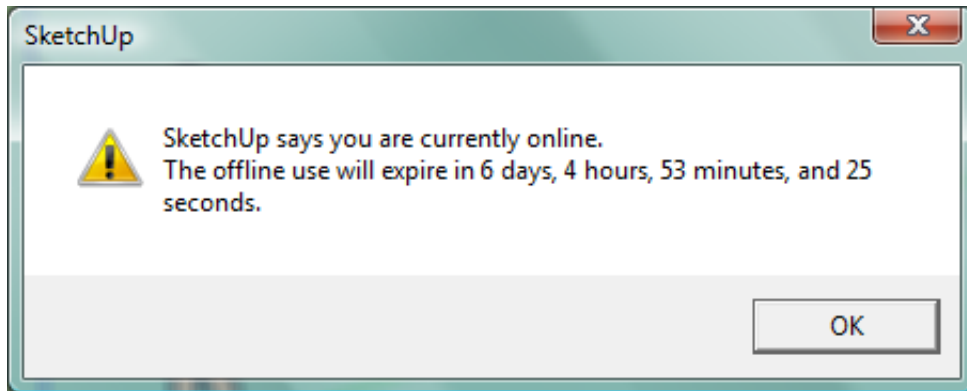 SketchUp
SketchUp says you are currently online.
The offline use will expire in 6 days, 4 hours, 53 minutes, and 25
seconds.
OK